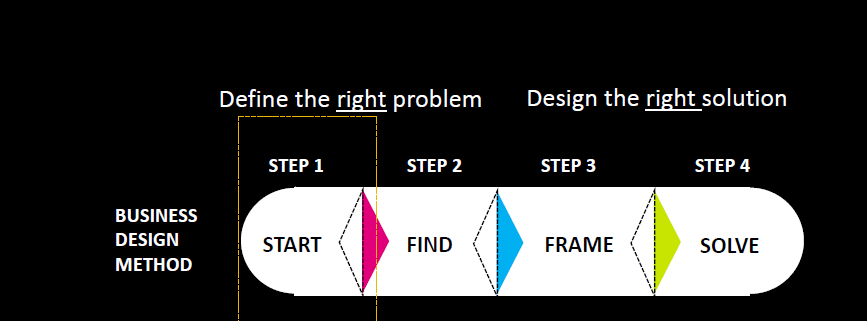 Define the right problem
Design the right solution
STEP 1
STEP 2
STEP 3
STEP 4
BUSINESS
DESIGN
METHOD
START
FIND
FRAME
SOLVE